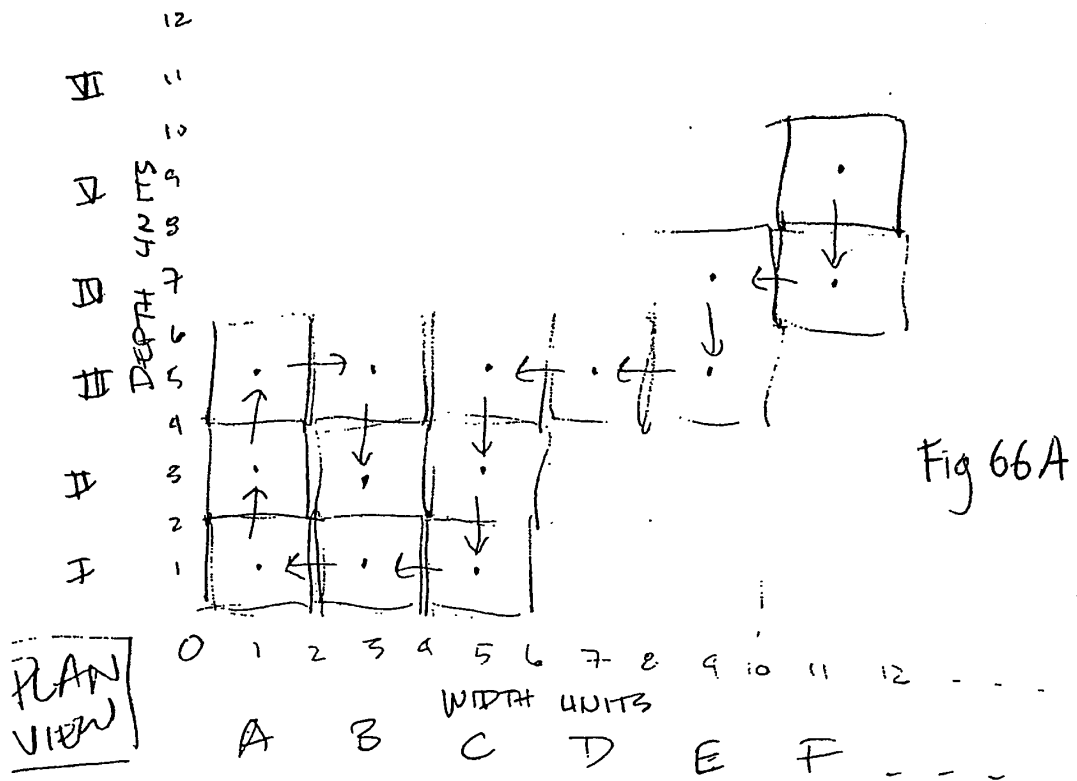 12
VI 11
10
V 9
8
IV 7
6
III 5
4
II 3
2
I 1
DEPTH UNITS
Fig 66A
0 1 2 3 4 5 6 7 8 9 10 11 12 - - -
WIDTH UNITS
A B C D E F - - -
PLAN
VIEW